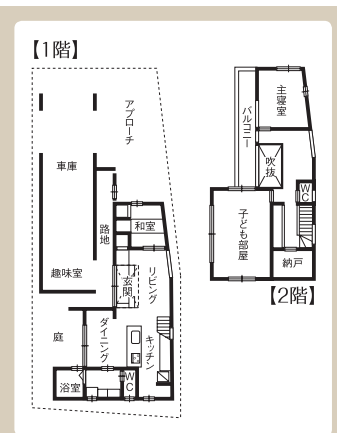 【1階】
アプローチ
車庫
趣味室
路地
和室
玄関
リビング
庭
ダイニング
キッチン
浴室
WC
主寝室
バルコニー
吹抜
WC
子ども部屋
納戸
【2階】